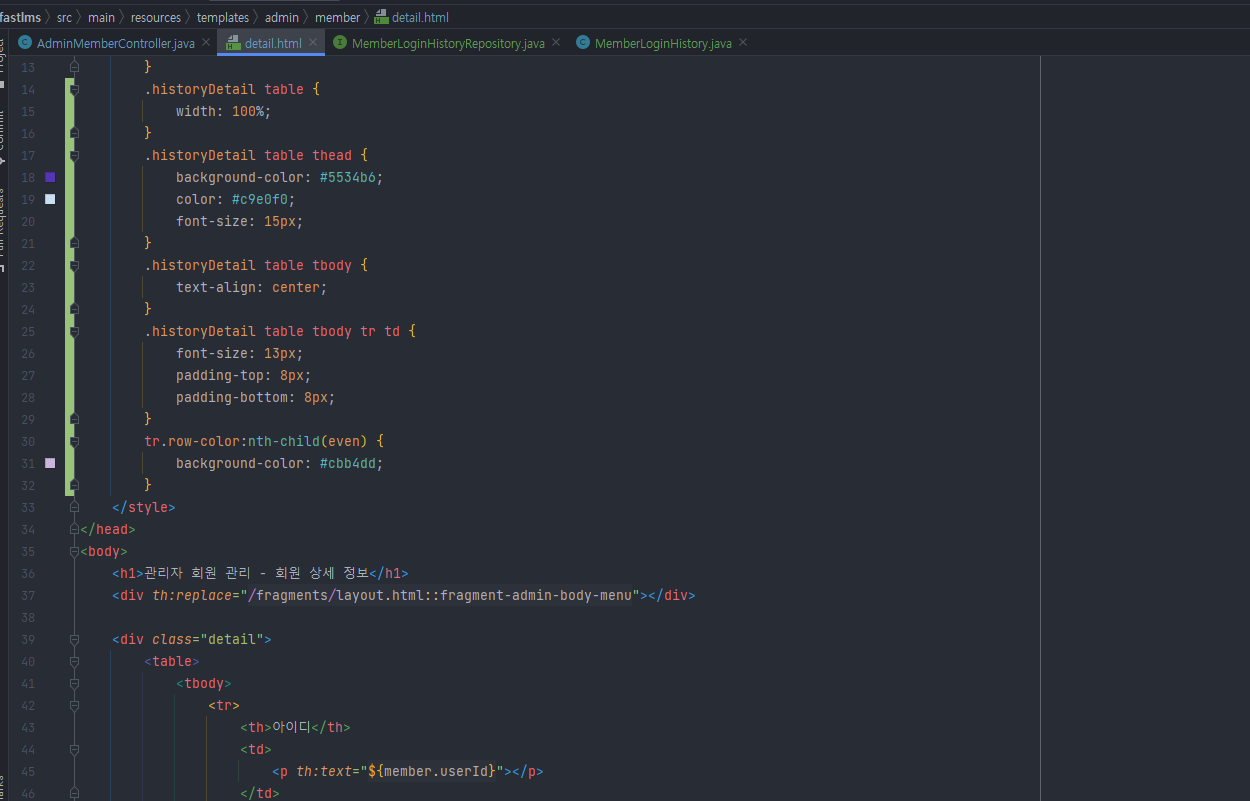 fastlms > src > main > resources > templates > admin > member > detail.html
AdminMemberController.java × detail.html × MemberLoginHistoryRepository.java × MemberLoginHistory.java ×
13 }
14 .historyDetail table {
15 width: 100%;
16 }
17 .historyDetail table thead {
18 background-color: #5534b6;
19 color: #c9e0f0;
20 font-size: 15px;
21 }
22 .historyDetail table tbody {
23 text-align: center;
24 }
25 .historyDetail table tbody tr td {
26 font-size: 13px;
27 padding-top: 8px;
28 padding-bottom: 8px;
29 }
30 tr.row-color:nth-child(even) {
31 background-color: #cbb4dd;
32 }
33 </style>
34 </head>
35 <body>
36 <h1>관리자 회원 관리 - 회원 상세 정보</h1>
37 <div th:replace="/fragments/layout.html::fragment-admin-body-menu"></div>
38
39 <div class="detail">
40 <table>
41 <tbody>
42 <tr>
43 <th>아이디</th>
44 <td>
45 <p th:text="${member.userId}"></p>
46 </td>